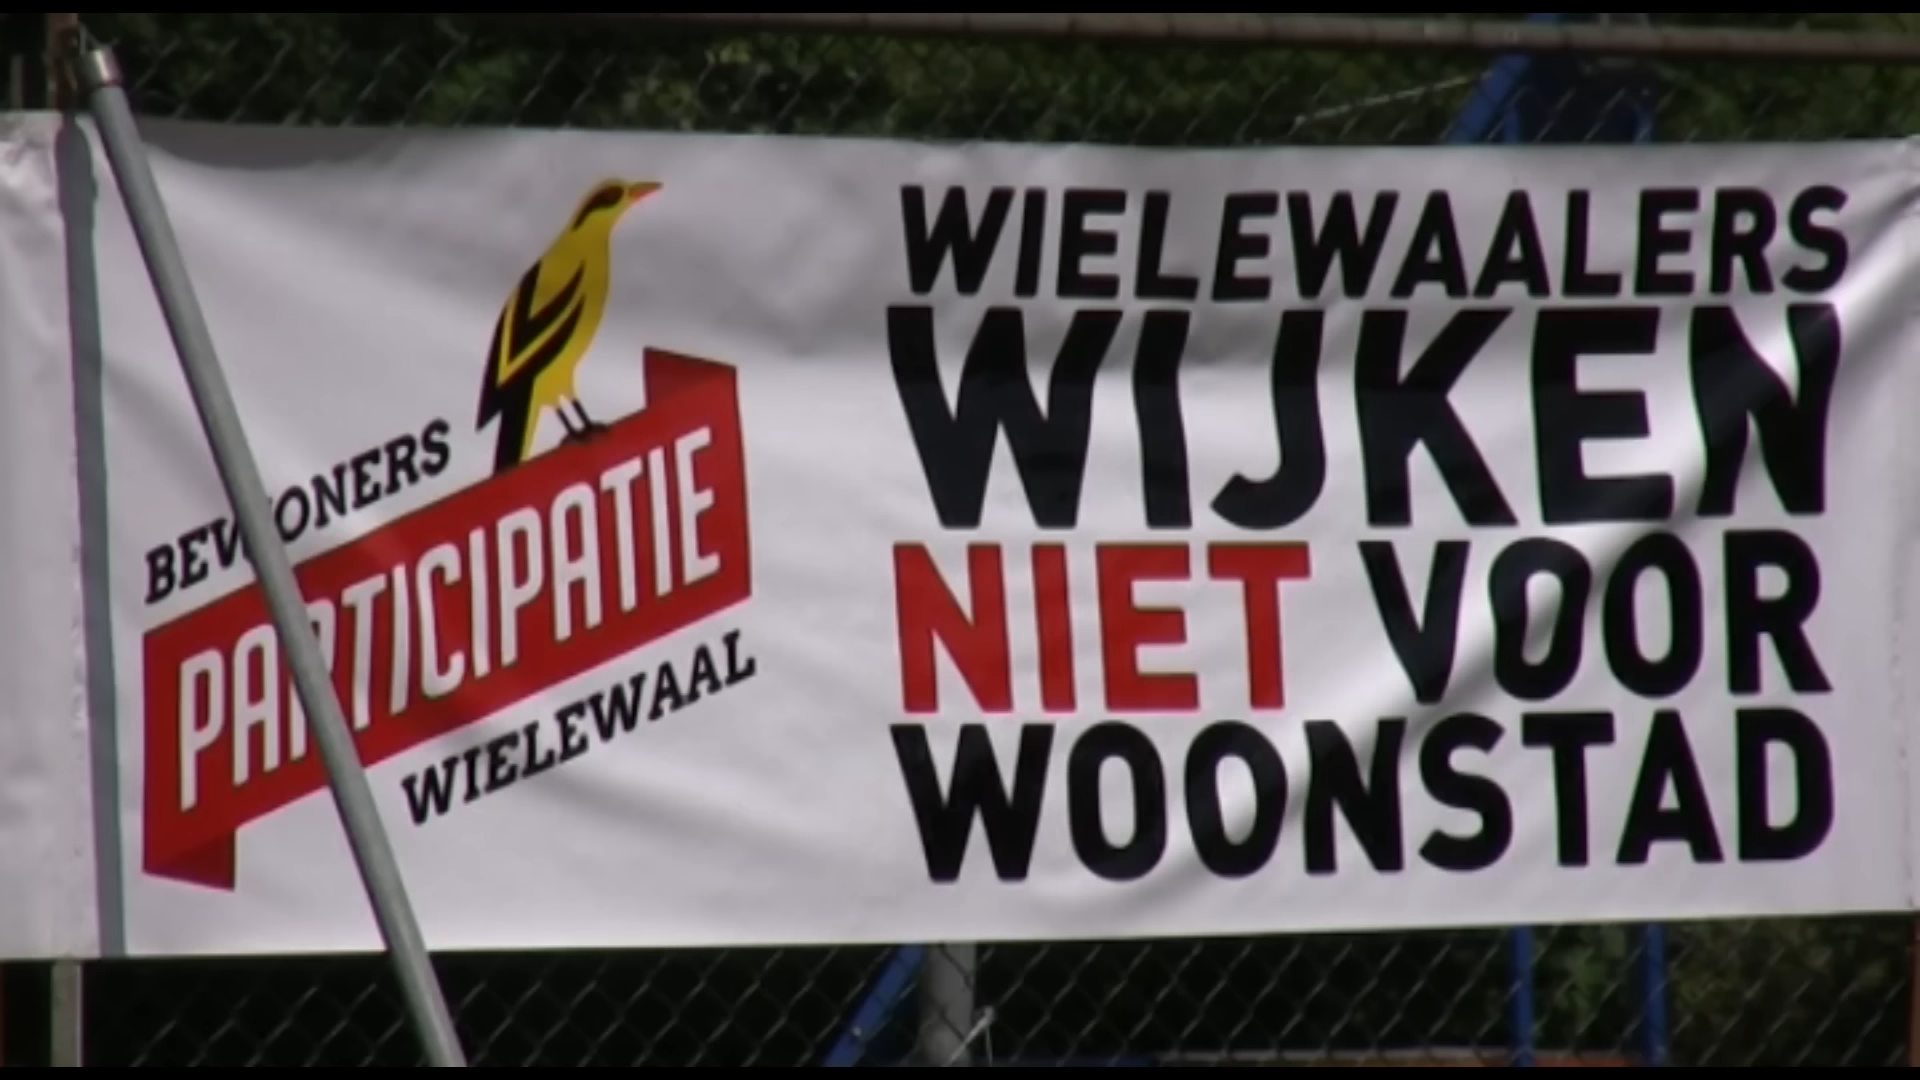 BEWONERS
PARTICIPATIE
WIELEWAAL
WIELEWAALERS
WIJKEN
NIET VOOR
WOONSTAD